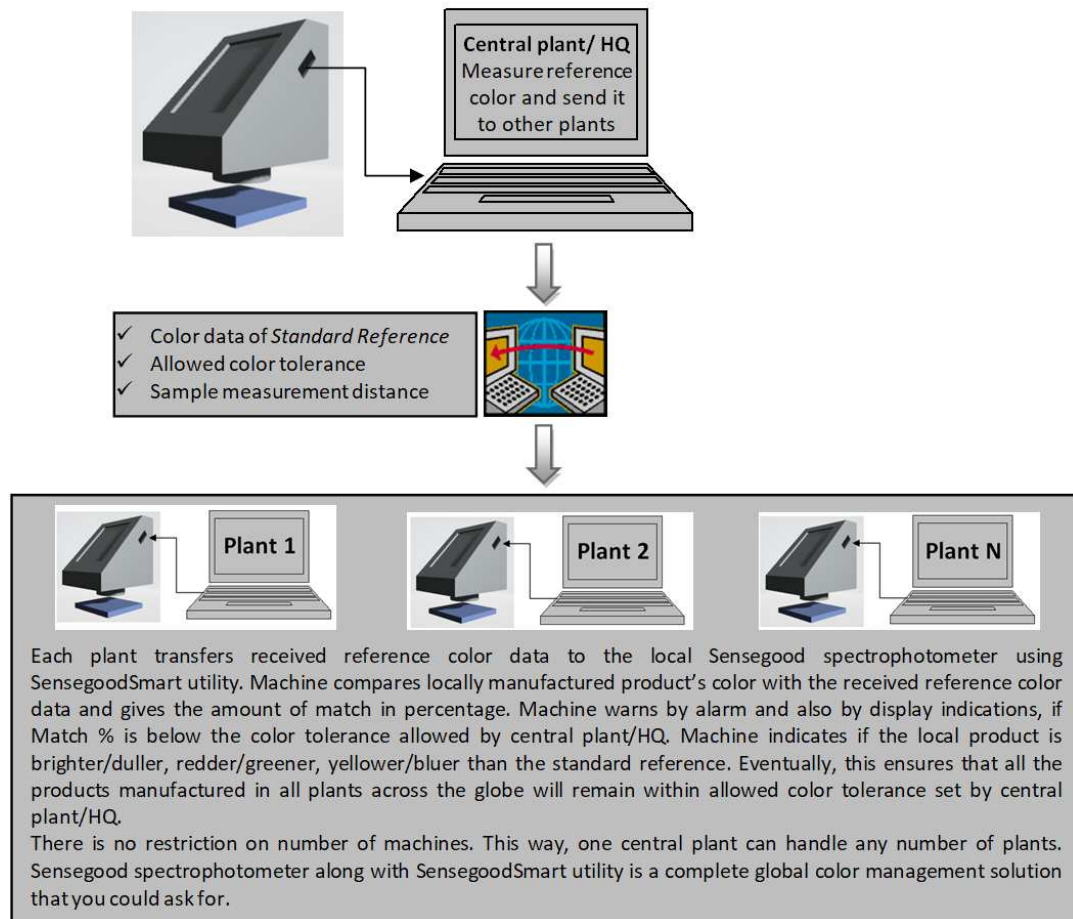 Central plant/ HQ
Measure reference
color and send it
to other plants
✓ Color data of Standard Reference
✓ Allowed color tolerance
✓ Sample measurement distance
Plant 1
Plant 2
Plant N
Each plant transfers received reference color data to the local Sensegood spectrophotometer using
SensegoodSmart utility. Machine compares locally manufactured product’s color with the received reference color
data and gives the amount of match in percentage. Machine warns by alarm and also by display indications, if
Match % is below the color tolerance allowed by central plant/HQ. Machine indicates if the local product is
brighter/duller, redder/greener, yellower/bluer than the standard reference. Eventually, this ensures that all the
products manufactured in all plants across the globe will remain within allowed color tolerance set by central
plant/HQ.
There is no restriction on number of machines. This way, one central plant can handle any number of plants.
Sensegood spectrophotometer along with SensegoodSmart utility is a complete global color management solution
that you could ask for.